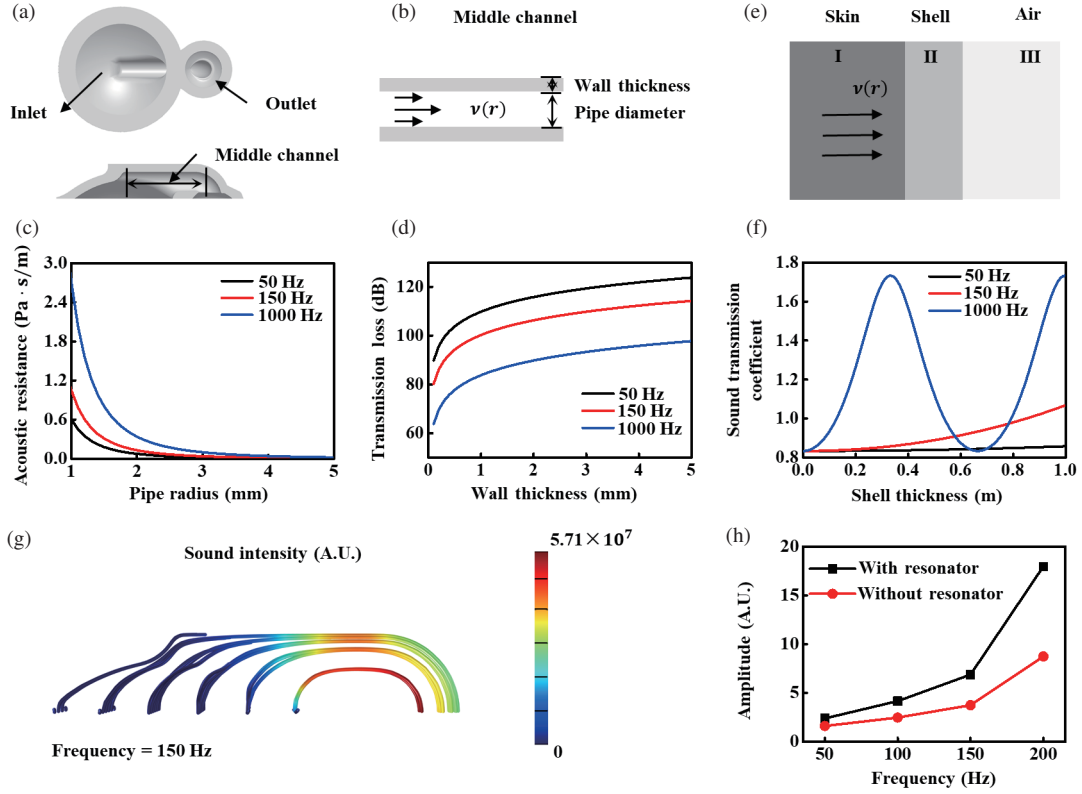 (a)
Inlet
Outlet
Middle channel
(b)
Middle channel
Wall thickness
v(r)
Pipe diameter
(e)
Skin Shell Air
I II III
v(r)
(c)
Acoustic resistance (Pa · s/m)
3.0
2.4
1.8
1.2
0.6
0.0
50 Hz
150 Hz
1000 Hz
1 2 3 4 5
Pipe radius (mm)
(d)
Transmission loss (dB)
120
100
80
60
50 Hz
150 Hz
1000 Hz
0 1 2 3 4 5
Wall thickness (mm)
(f)
Sound transmission
coefficient
1.8
1.6
1.4
1.2
1.0
0.8
50 Hz
150 Hz
1000 Hz
0.0 0.2 0.4 0.6 0.8 1.0
Shell thickness (m)
(g)
Sound intensity (A.U.)
5.71×10⁷
0
Frequency = 150 Hz
(h)
Amplitude (A.U.)
20
15
10
5
0
With resonator
Without resonator
50 100 150 200
Frequency (Hz)